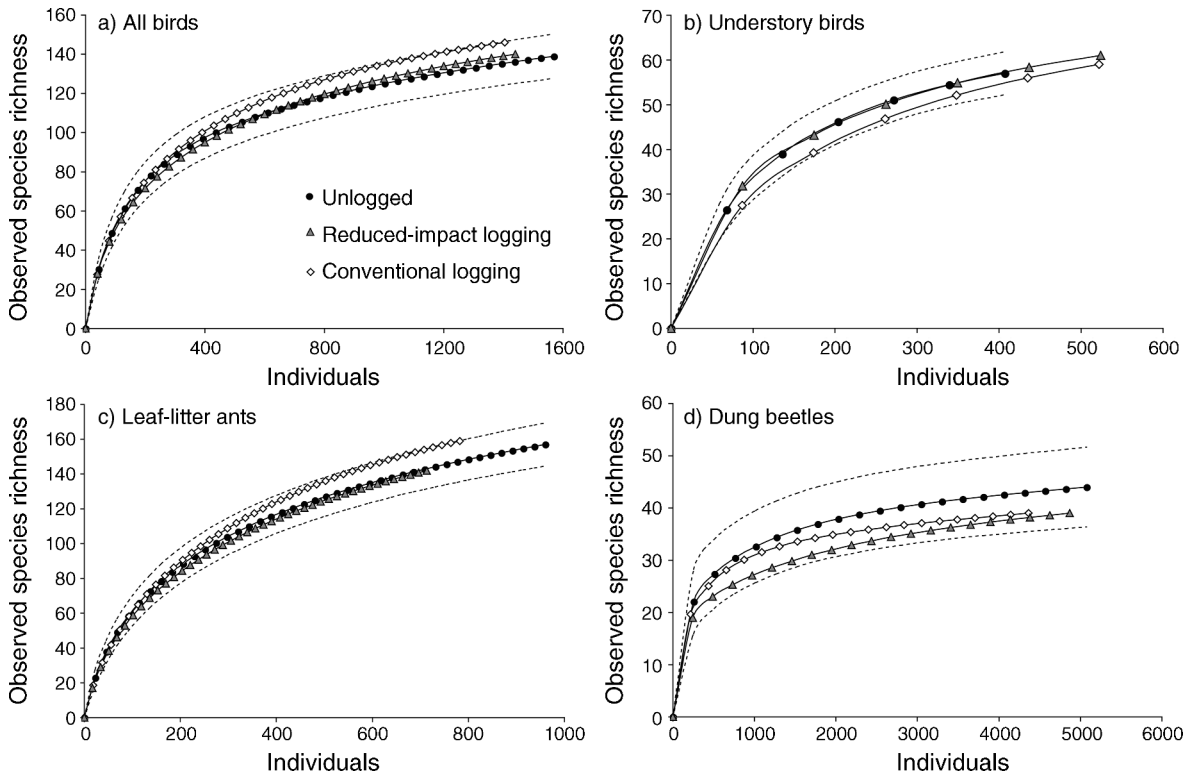 a) All birds
Observed species richness
160
140
120
100
80
60
40
20
0
0 400 800 1200 1600
Individuals
Unlogged
Reduced-impact logging
Conventional logging
b) Understory birds
Observed species richness
70
60
50
40
30
20
10
0
0 100 200 300 400 500 600
Individuals
c) Leaf-litter ants
Observed species richness
180
160
140
120
100
80
60
40
20
0
0 200 400 600 800 1000
Individuals
d) Dung beetles
Observed species richness
60
50
40
30
20
10
0
0 1000 2000 3000 4000 5000 6000
Individuals